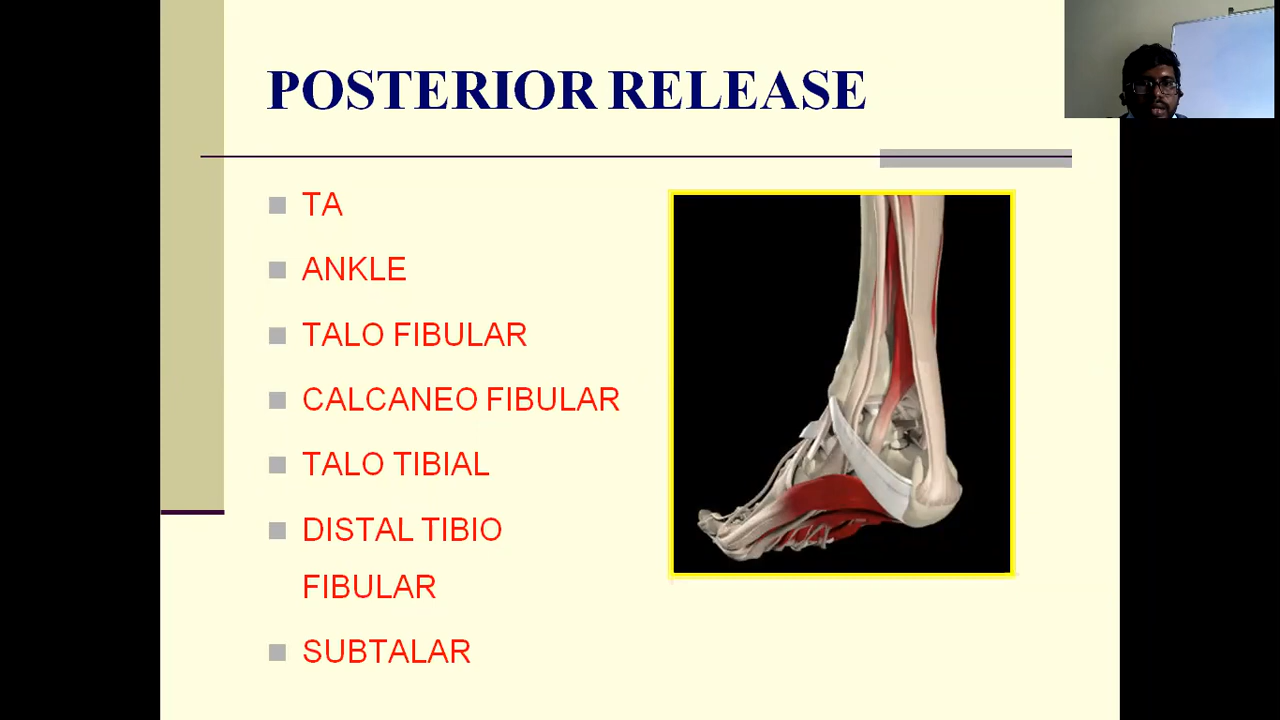 POSTERIOR RELEASE
TA
ANKLE
TALO FIBULAR
CALCANEO FIBULAR
TALO TIBIAL
DISTAL TIBIO
FIBULAR
SUBTALAR